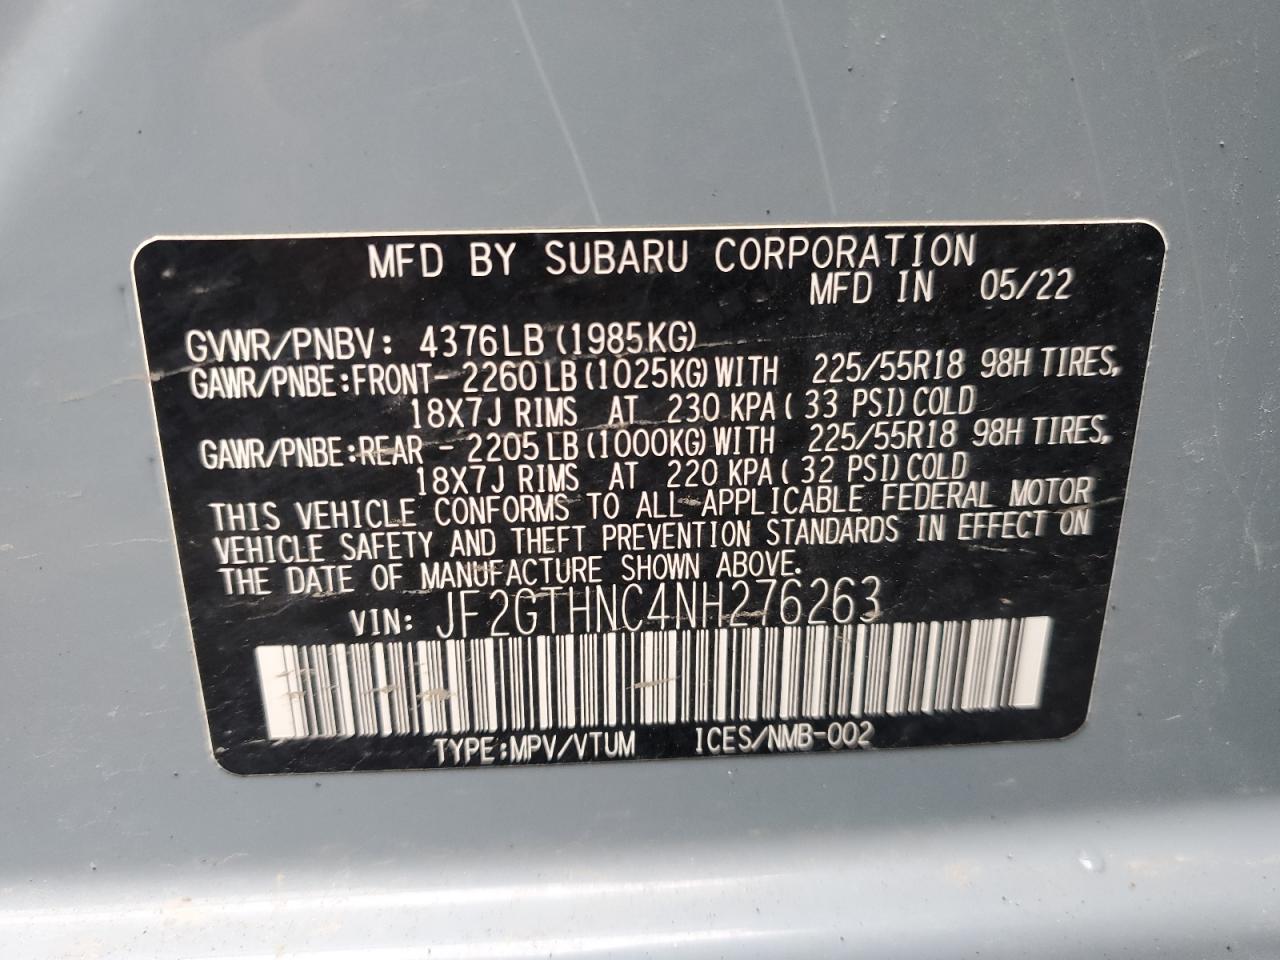 MFD BY SUBARU CORPORATION
MFD IN 05/22
GVWR/PNBV: 4376LB (1985KG)
GAWR/PNBE:FRONT- 2260 LB (1025KG) WITH 225/55R18 98H TIRES,
18X7J RIMS AT 230 KPA ( 33 PSI) COLD
GAWR/PNBE:REAR - 2205 LB (1000KG) WITH 225/55R18 98H TIRES,
18X7J RIMS AT 220 KPA ( 32 PSI) COLD
THIS VEHICLE CONFORMS TO ALL APPLICABLE FEDERAL MOTOR
VEHICLE SAFETY AND THEFT PREVENTION STANDARDS IN EFFECT ON
THE DATE OF MANUFACTURE SHOWN ABOVE.
VIN: JF2GTHNC4NH276263
TYPE:MPV/VTUM ICES/NMB-002